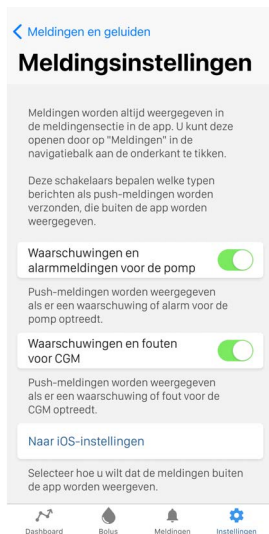 Meldingen en geluiden
Meldingsinstellingen
Meldingen worden altijd weergegeven in
de meldingensectie in de app. U kunt deze
openen door op "Meldingen" in de
navigatiebalk aan de onderkant te tikken.
Deze schakelaars bepalen welke typen
berichten als push-meldingen worden
verzonden, die buiten de app worden
weergegeven.
Waarschuwingen en
alarmmeldingen voor de pomp
Push-meldingen worden weergegeven
als er een waarschuwing of alarm voor de
pomp optreedt.
Waarschuwingen en fouten
voor CGM
Push-meldingen worden weergegeven
als er een waarschuwing of fout voor de
CGM optreedt.
Naar iOS-instellingen
Selecteer hoe u wilt dat de meldingen buiten
de app worden weergeven.
Dashboard Bolus Meldingen Instellingen